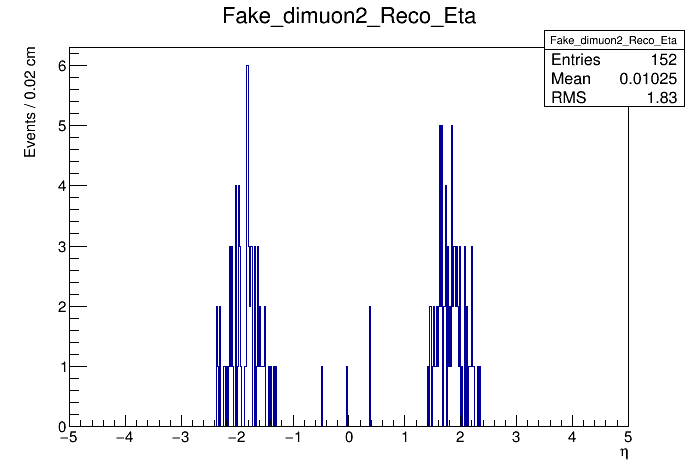 Fake_dimuon2_Reco_Eta
Fake_dimuon2_Reco_Eta
Entries 152
Mean 0.01025
RMS 1.83
Events / 0.02 cm
6
5
4
3
2
1
0
−5 −4 −3 −2 −1 0 1 2 3 4 5
η